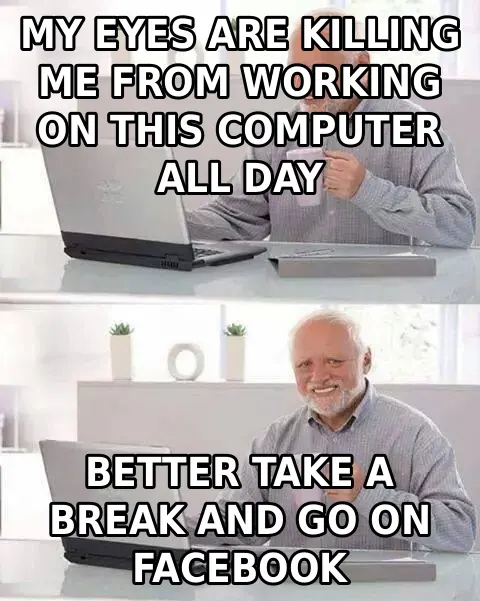 MY EYES ARE KILLING
ME FROM WORKING
ON THIS COMPUTER
ALL DAY
BETTER TAKE A
BREAK AND GO ON
FACEBOOK